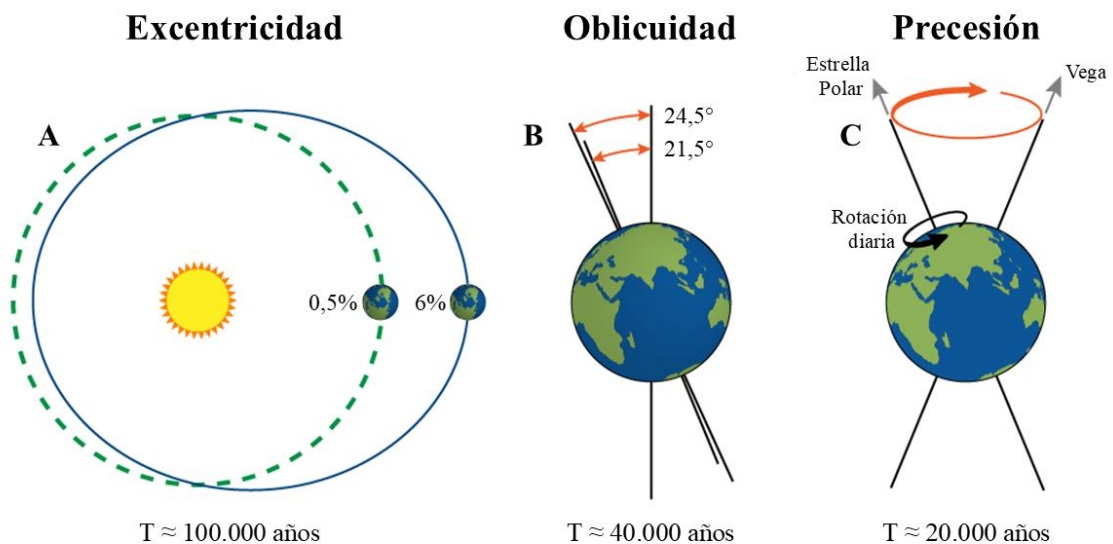 Excentricidad
A
0,5%
6%
T ≈ 100.000 años
Oblicuidad
B
24,5°
21,5°
T ≈ 40.000 años
Precesión
Estrella
Polar
Vega
C
Rotación
diaria
T ≈ 20.000 años